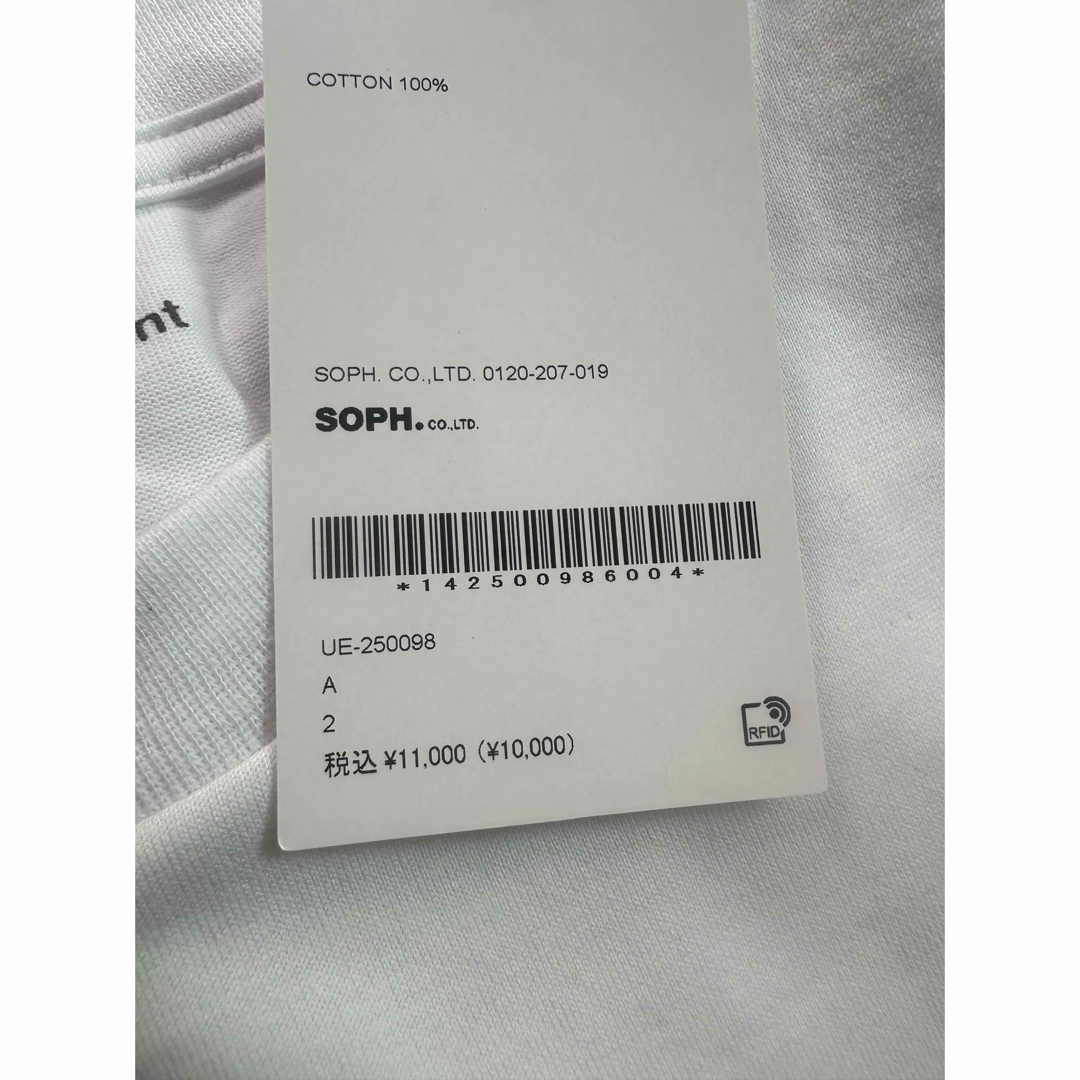 COTTON 100%
nt
SOPH. CO.,LTD. 0120-207-019
SOPH. CO.,LTD.
*142500986004*
UE-250098
A
2
税込 ¥11,000 (¥10,000)
RFID